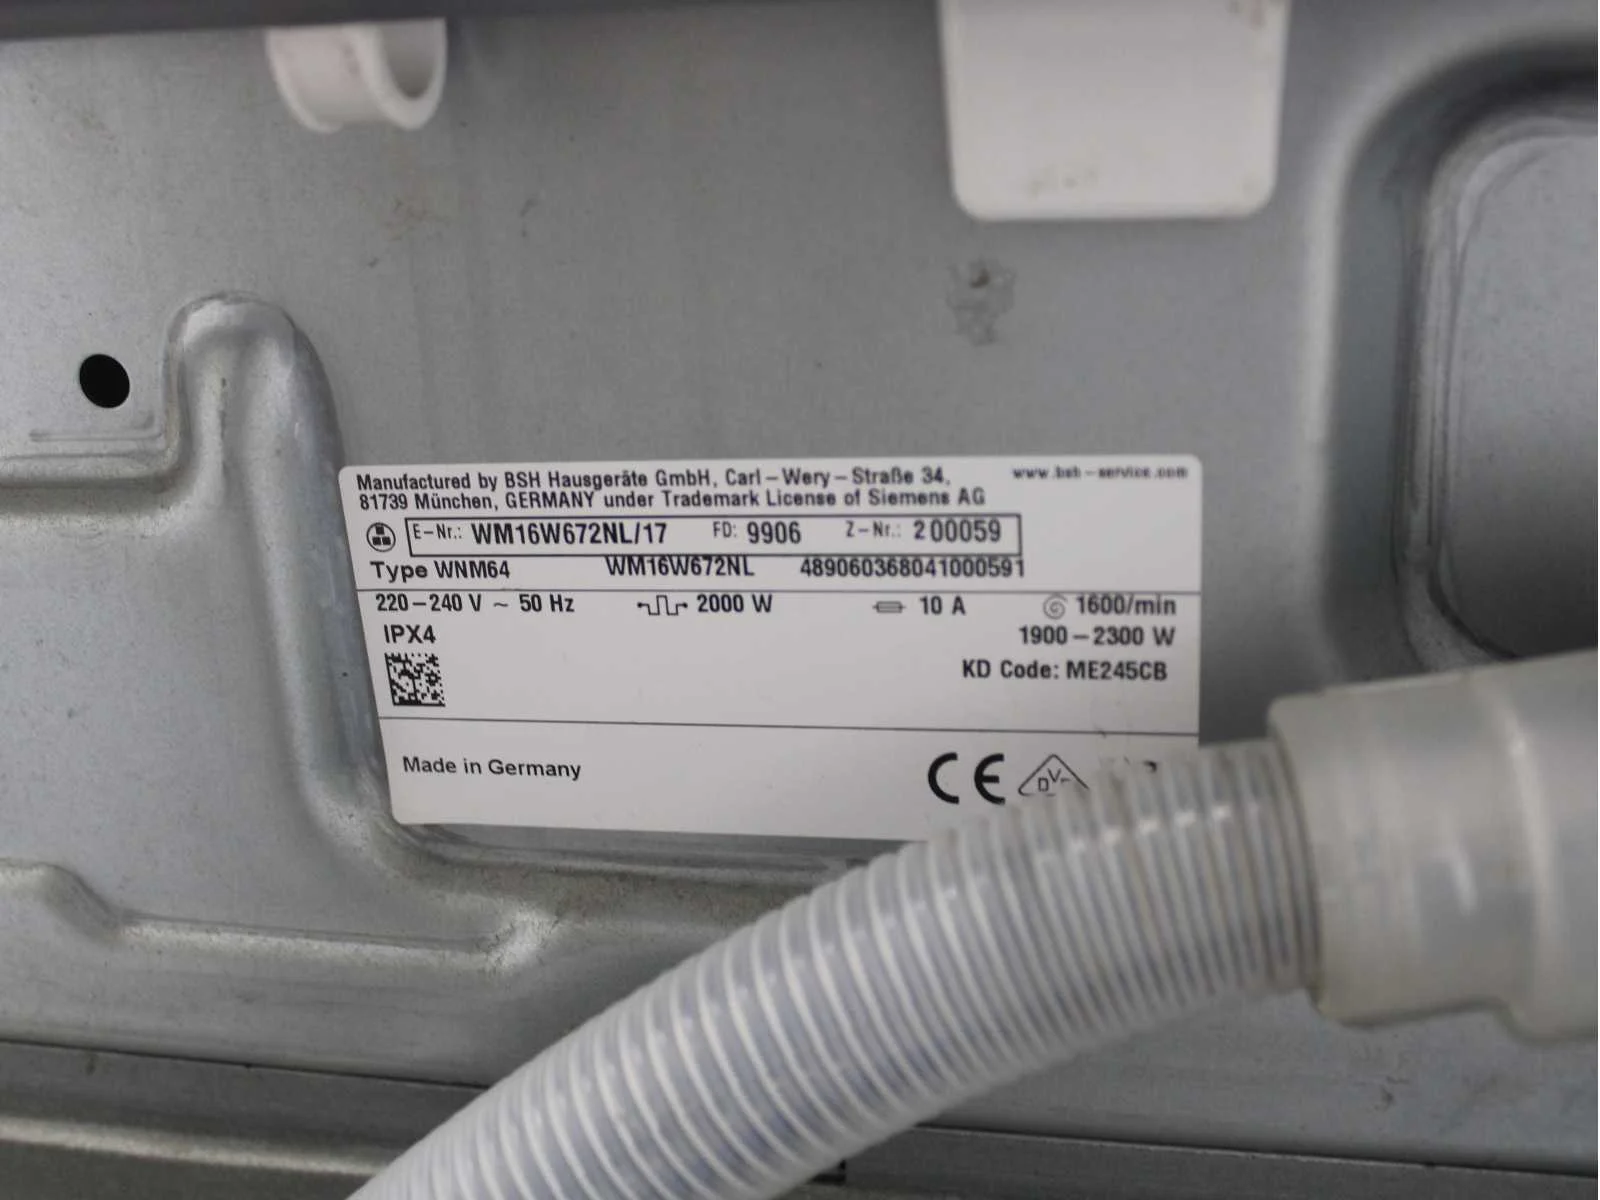 Manufactured by BSH Hausgeräte GmbH, Carl-Wery-Straße 34, www.bsh-service.com
81739 München, GERMANY under Trademark License of Siemens AG
E-Nr.: WM16W672NL/17 FD: 9906 Z-Nr.: 200059
Type WNM64 WM16W672NL 489060368041000591
220-240 V ~ 50 Hz 2000 W 10 A 1600/min
IPX4 1900-2300 W
KD Code: ME245CB
Made in Germany CE